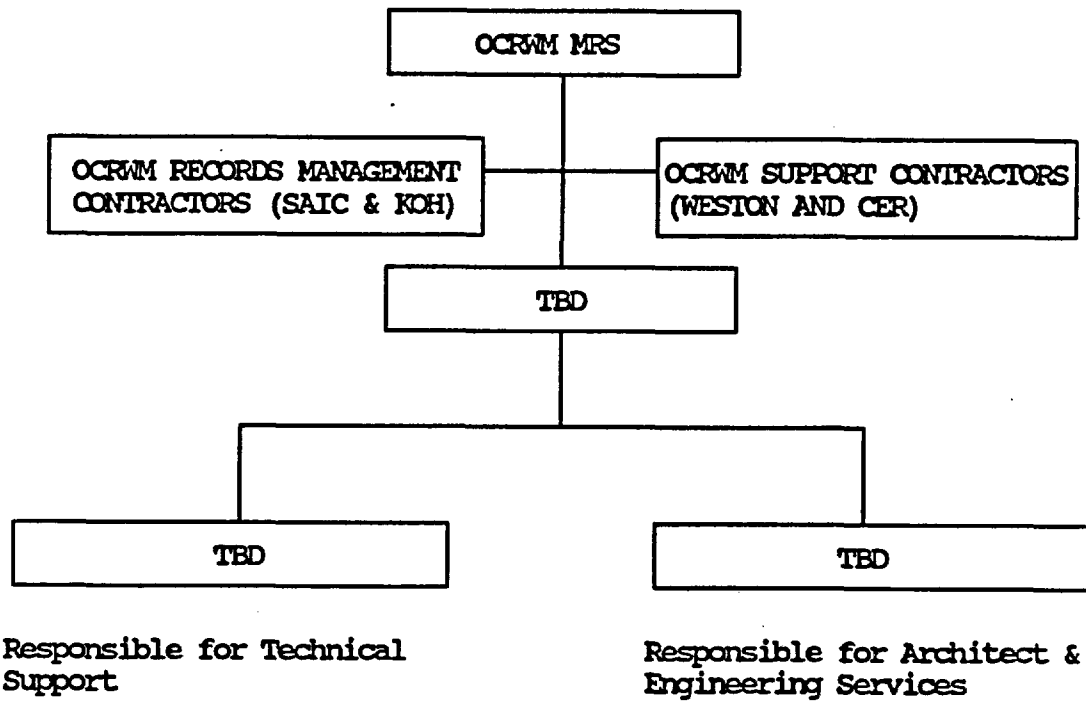 OCRWM MRS
OCRWM RECORDS MANAGEMENT
CONTRACTORS (SAIC & KOH)
OCRWM SUPPORT CONTRACTORS
(WESTON AND CER)
TBD
TBD
TBD
Responsible for Technical
Support
Responsible for Architect &
Engineering Services